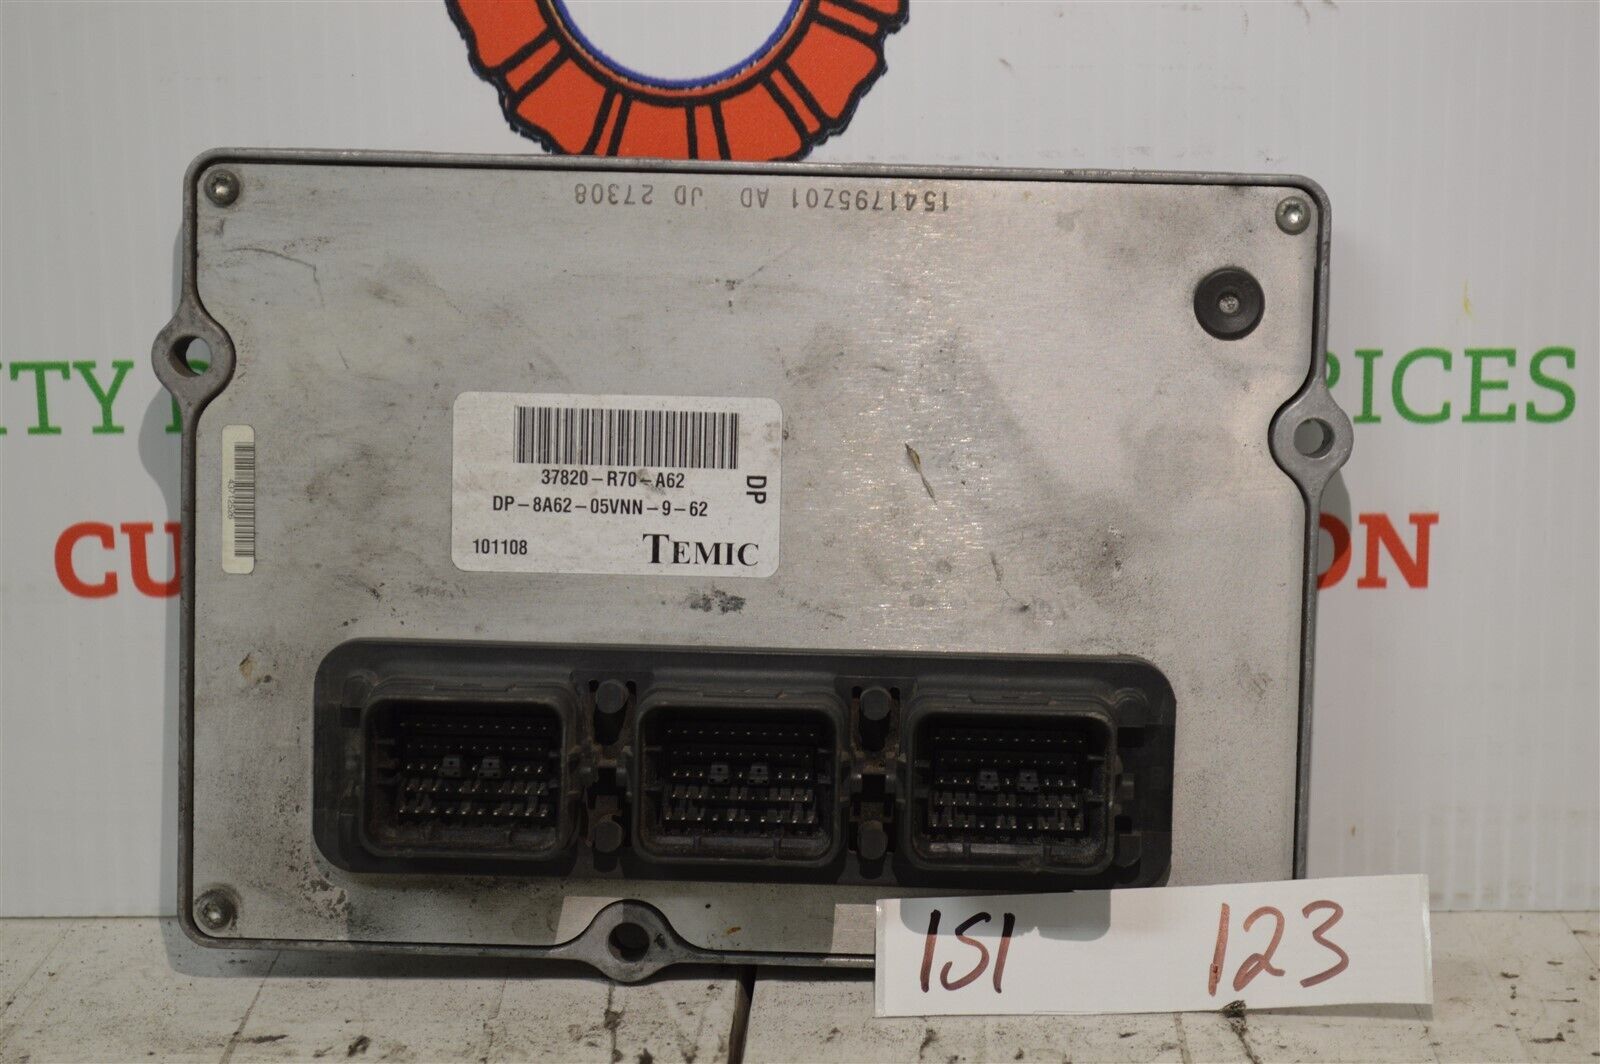 1541795Z01 AD JD 27308
ITY
RICES
CU
ON
37820-R70-A62
DP-8A62-05VNN-9-62
DP
101108
TEMIC
151
123